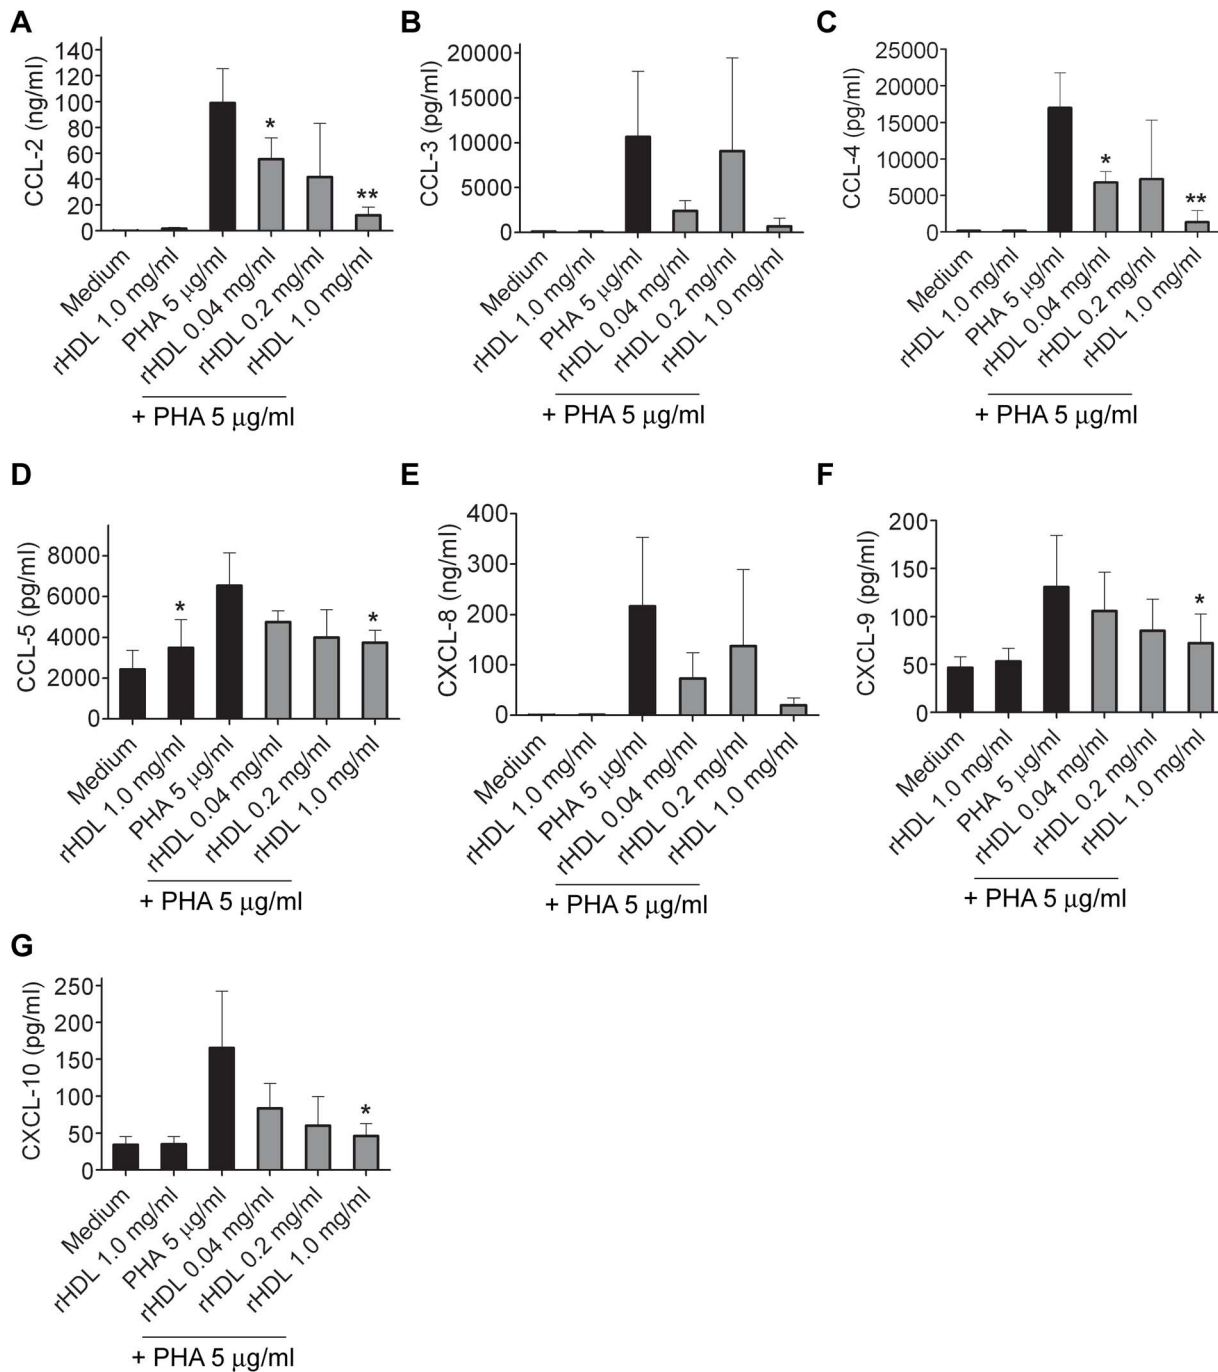 A
CCL-2 (ng/ml)
140
120
100
80
60
40
20
0
*
**
Medium
rHDL 1.0 mg/ml
PHA 5 μg/ml
rHDL 0.04 mg/ml
rHDL 0.2 mg/ml
rHDL 1.0 mg/ml
+ PHA 5 μg/ml
B
CCL-3 (pg/ml)
20000
15000
10000
5000
0
Medium
rHDL 1.0 mg/ml
PHA 5 μg/ml
rHDL 0.04 mg/ml
rHDL 0.2 mg/ml
rHDL 1.0 mg/ml
+ PHA 5 μg/ml
C
CCL-4 (pg/ml)
25000
20000
15000
10000
5000
0
*
**
Medium
rHDL 1.0 mg/ml
PHA 5 μg/ml
rHDL 0.04 mg/ml
rHDL 0.2 mg/ml
rHDL 1.0 mg/ml
+ PHA 5 μg/ml
D
CCL-5 (pg/ml)
8000
6000
4000
2000
0
*
*
Medium
rHDL 1.0 mg/ml
PHA 5 μg/ml
rHDL 0.04 mg/ml
rHDL 0.2 mg/ml
rHDL 1.0 mg/ml
+ PHA 5 μg/ml
E
CXCL-8 (ng/ml)
400
300
200
100
0
Medium
rHDL 1.0 mg/ml
PHA 5 μg/ml
rHDL 0.04 mg/ml
rHDL 0.2 mg/ml
rHDL 1.0 mg/ml
+ PHA 5 μg/ml
F
CXCL-9 (pg/ml)
200
150
100
50
0
*
Medium
rHDL 1.0 mg/ml
PHA 5 μg/ml
rHDL 0.04 mg/ml
rHDL 0.2 mg/ml
rHDL 1.0 mg/ml
+ PHA 5 μg/ml
G
CXCL-10 (pg/ml)
250
200
150
100
50
0
*
Medium
rHDL 1.0 mg/ml
PHA 5 μg/ml
rHDL 0.04 mg/ml
rHDL 0.2 mg/ml
rHDL 1.0 mg/ml
+ PHA 5 μg/ml